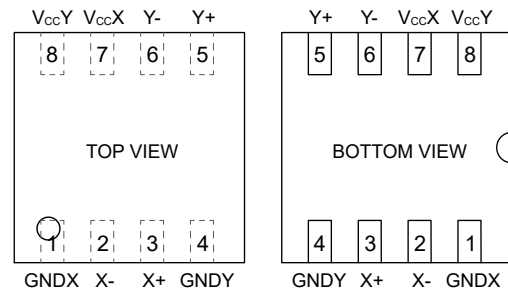 VCCY VCCX Y- Y+
8 7 6 5
TOP VIEW
1 2 3 4
GNDX X- X+ GNDY
Y+ Y- VCCX VCCY
5 6 7 8
BOTTOM VIEW
4 3 2 1
GNDY X+ X- GNDX